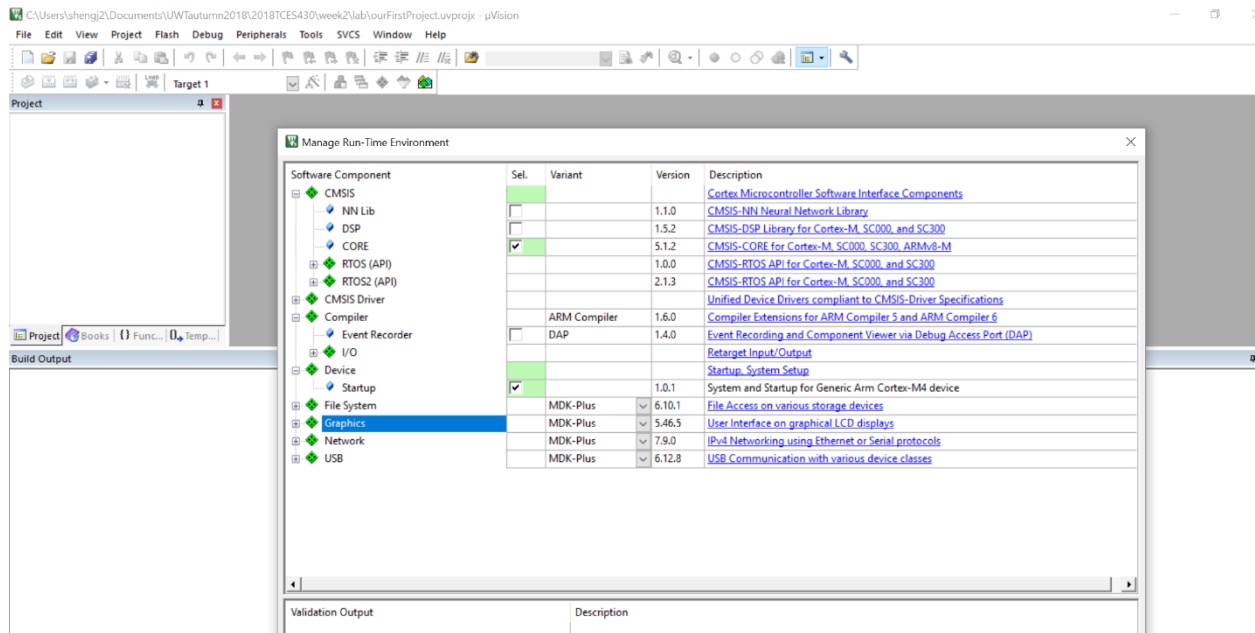 C:\Users\shengj2\Documents\UWTautumn2018\2018TCES430\week2\lab\ourFirstProject.uvprojx - µVision
File Edit View Project Flash Debug Peripherals Tools SVCS Window Help
LOAD Target 1
Project
Manage Run-Time Environment
Software Component Sel. Variant Version Description
CMSIS Cortex Microcontroller Software Interface Components
NN Lib 1.1.0 CMSIS-NN Neural Network Library
DSP 1.5.2 CMSIS-DSP Library for Cortex-M, SC000, and SC300
CORE 5.1.2 CMSIS-CORE for Cortex-M, SC000, SC300, ARMv8-M
RTOS (API) 1.0.0 CMSIS-RTOS API for Cortex-M, SC000, and SC300
RTOS2 (API) 2.1.3 CMSIS-RTOS API for Cortex-M, SC000, and SC300
CMSIS Driver Unified Device Drivers compliant to CMSIS-Driver Specifications
Compiler ARM Compiler 1.6.0 Compiler Extensions for ARM Compiler 5 and ARM Compiler 6
Event Recorder DAP 1.4.0 Event Recording and Component Viewer via Debug Access Port (DAP)
I/O Retarget Input/Output
Device Startup, System Setup
Startup 1.0.1 System and Startup for Generic Arm Cortex-M4 device
File System MDK-Plus 6.10.1 File Access on various storage devices
Graphics MDK-Plus 5.46.5 User Interface on graphical LCD displays
Network MDK-Plus 7.9.0 IPv4 Networking using Ethernet or Serial protocols
USB MDK-Plus 6.12.8 USB Communication with various device classes
Project Books {} Func... Temp...
Build Output
Validation Output Description